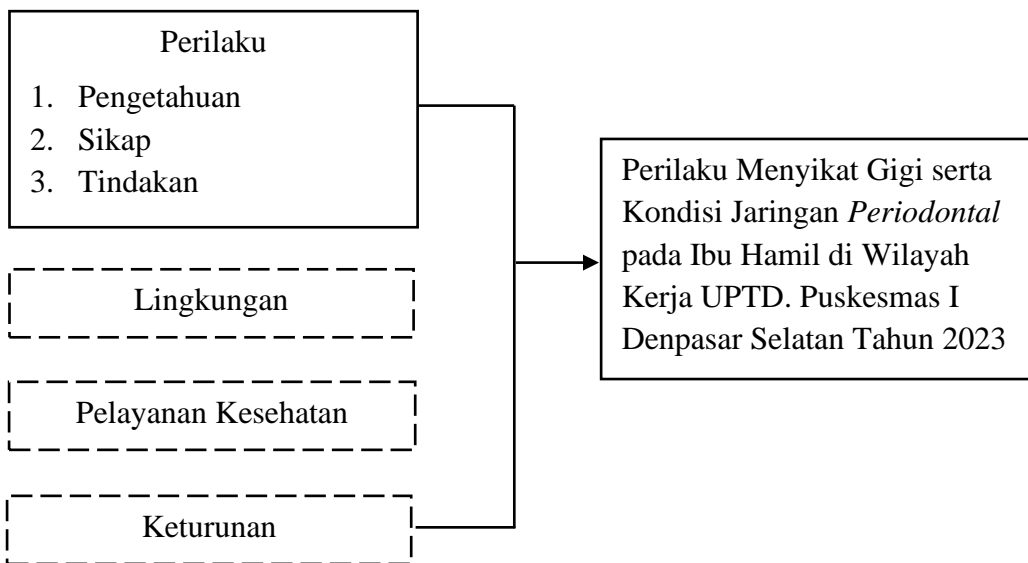 Perilaku
1. Pengetahuan
2. Sikap
3. Tindakan
Lingkungan
Pelayanan Kesehatan
Keturunan
Perilaku Menyikat Gigi serta
Kondisi Jaringan Periodontal
pada Ibu Hamil di Wilayah
Kerja UPTD. Puskesmas I
Denpasar Selatan Tahun 2023